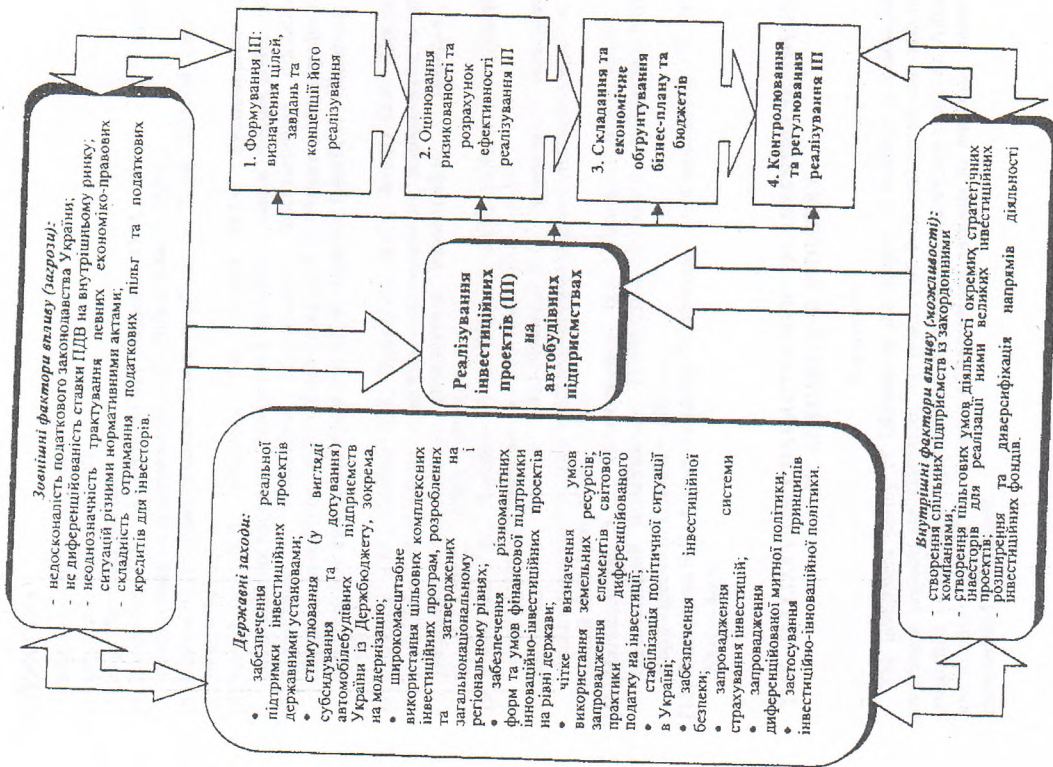 Зовнішні фактори впливу (загрози):
- недосконалість податкового законодавства України;
- не диференційованість ставки ПДВ на внутрішньому ринку;
- неоднозначність трактування певних економіко-правових
ситуацій різними нормативними актами;
- складність отримання податкових пільг та податкових
кредитів для інвесторів.
Державні заходи:
• забезпечення реальної
підтримки інвестиційних проектів
державними установами;
• стимулювання (у вигляді
субсидування та дотування)
автомобілебудівних підприємств
України із Держбюджету, зокрема,
на модернізацію;
• широкомасштабне
використання цільових комплексних
інвестиційних програм, розроблених
та затверджених на
загальнонаціональному і
регіональному рівнях;
• забезпечення різноманітних
форм та умов фінансової підтримки
інноваційно-інвестиційних проектів
на рівні держави;
• чітке визначення умов
використання земельних ресурсів;
запровадження елементів світової
практики диференційованого
податку на інвестиції;
• стабілізація політичної ситуації
в Україні;
• забезпечення інвестиційної
безпеки;
• запровадження системи
страхування інвестицій;
• запровадження
диференційованої митної політики;
• застосування принципів
інвестиційно-інноваційної політики.
Реалізування
інвестиційних
проектів (ІП)
на
автобудівних
підприємствах
1. Формування ІП:
визначення цілей,
завдань та
концепції його
реалізування
2. Оцінювання
ризикованості та
розрахунок
ефективності
реалізування ІП
3. Складання та
економічне
обґрунтування
бізнес-плану та
бюджетів
4. Контролювання
та регулювання
реалізування ІП
Внутрішні фактори впливу (можливості):
- створення спільних підприємств із закордонними
компаніями;
- створення пільгових умов діяльності окремих стратегічних
інвесторів для реалізації ними великих інвестиційних
проектів;
- розширення та диверсифікація напрямів діяльності
інвестиційних фондів.